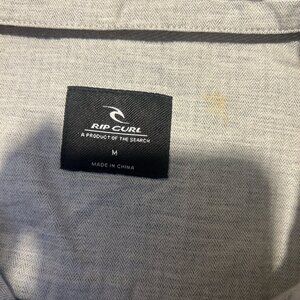 RIP CURL
A PRODUCT OF THE SEARCH
M
MADE IN CHINA